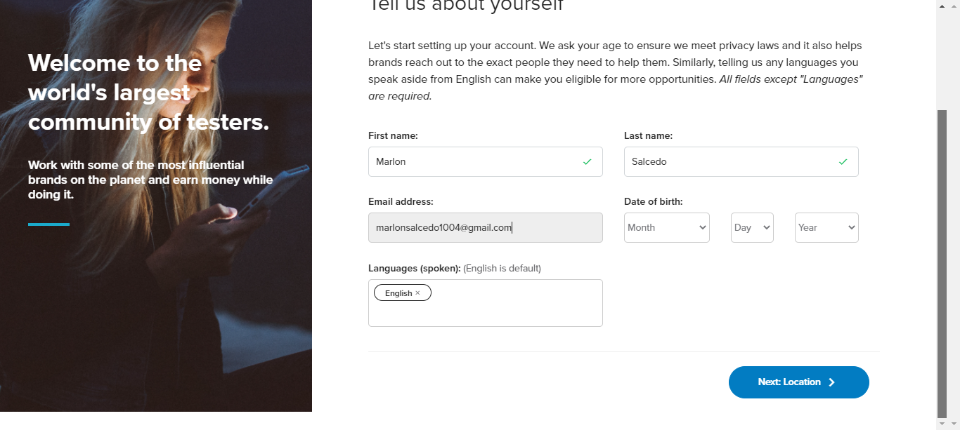 Tell us about yourself
Welcome to the
world's largest
community of testers.
Work with some of the most influential
brands on the planet and earn money while
doing it.
Let's start setting up your account. We ask your age to ensure we meet privacy laws and it also helps
brands reach out to the exact people they need to help them. Similarly, telling us any languages you
speak aside from English can make you eligible for more opportunities. All fields except "Languages"
are required.
First name:
Last name:
Marlon
Salcedo
Email address:
Date of birth:
marlonsalcedo1004@gmail.com
Month
Day
Year
Languages (spoken): (English is default)
English ×
Next: Location